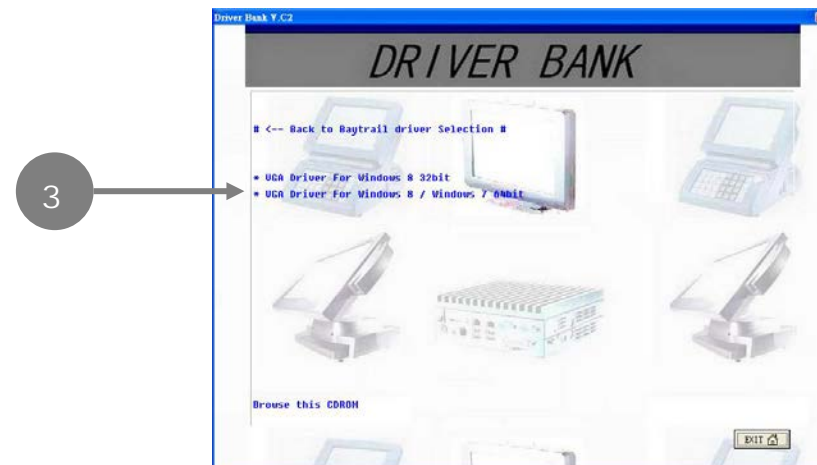 Driver Bank V.C2
DRIVER BANK
# <-- Back to Baytrail driver Selection #
* VGA Driver For Windows 8 32bit
3
* VGA Driver For Windows 8 / Windows 7 64bit
Browse this CDROM
EXIT